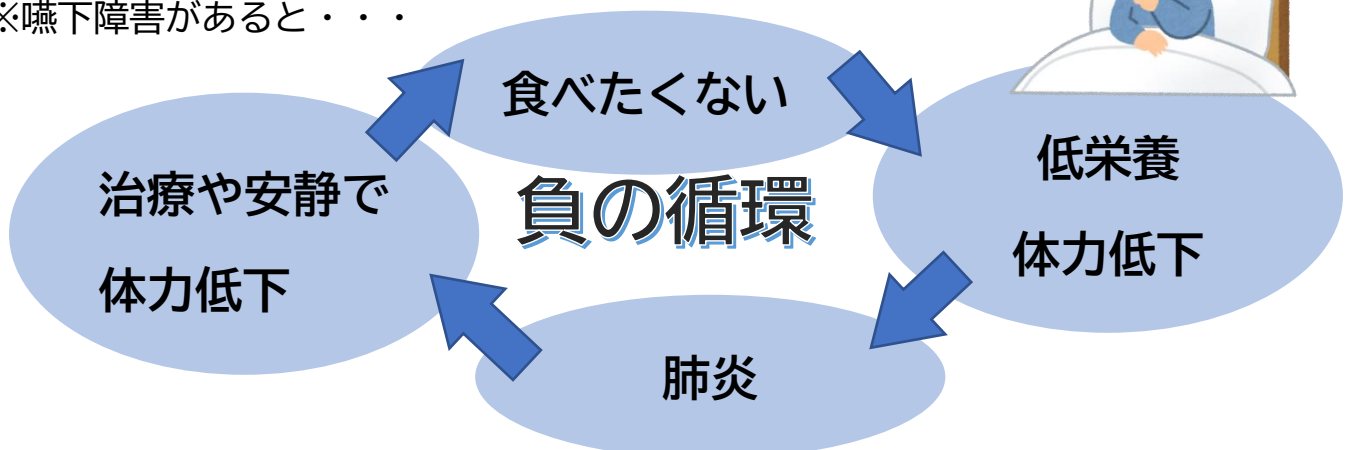 ※嚥下障害があると・・・
食べたくない
低栄養
体力低下
負の循環
治療や安静で
体力低下
肺炎